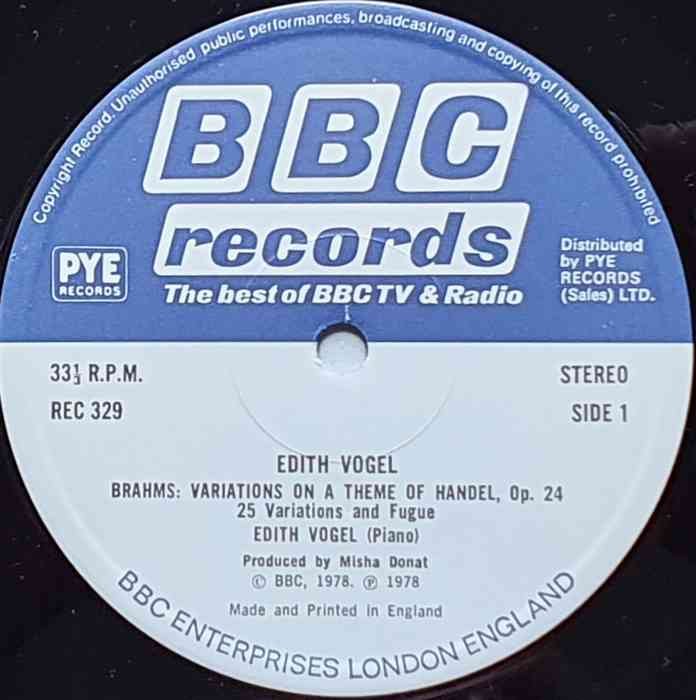 Copyright Record. Unauthorised public performances, broadcasting and copying of this record prohibited
BBC
records
The best of BBC TV & Radio
PYE
RECORDS
Distributed
by PYE
RECORDS
(Sales) LTD.
33⅓ R.P.M.
STEREO
REC 329
SIDE 1
EDITH VOGEL
BRAHMS: VARIATIONS ON A THEME OF HANDEL, Op. 24
25 Variations and Fugue
EDITH VOGEL (Piano)
Produced by Misha Donat
© BBC, 1978. ℗ 1978
Made and Printed in England
BBC ENTERPRISES LONDON ENGLAND